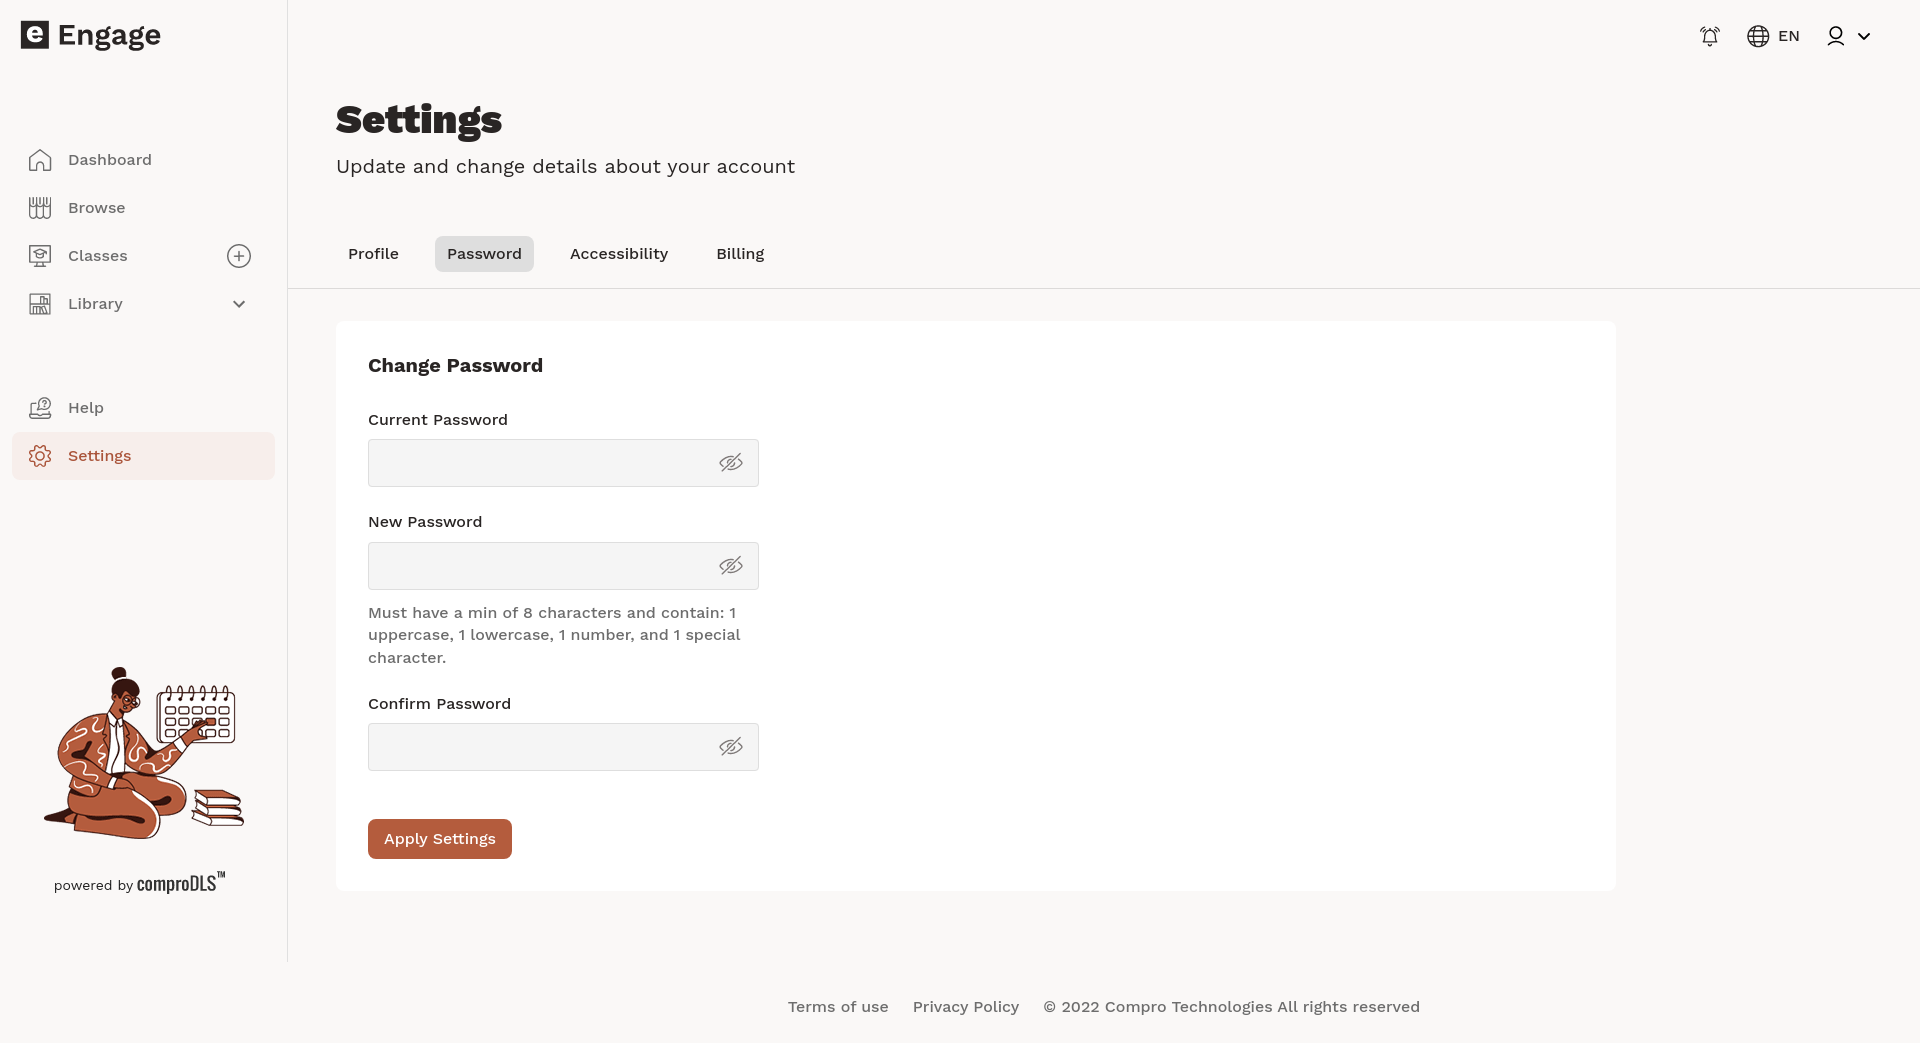 e Engage
EN
Dashboard
Browse
Classes
Library
Help
Settings
powered by comproDLS™
Settings
Update and change details about your account
Profile
Password
Accessibility
Billing
Change Password
Current Password
New Password
Must have a min of 8 characters and contain: 1
uppercase, 1 lowercase, 1 number, and 1 special
character.
Confirm Password
Apply Settings
Terms of use
Privacy Policy
© 2022 Compro Technologies All rights reserved